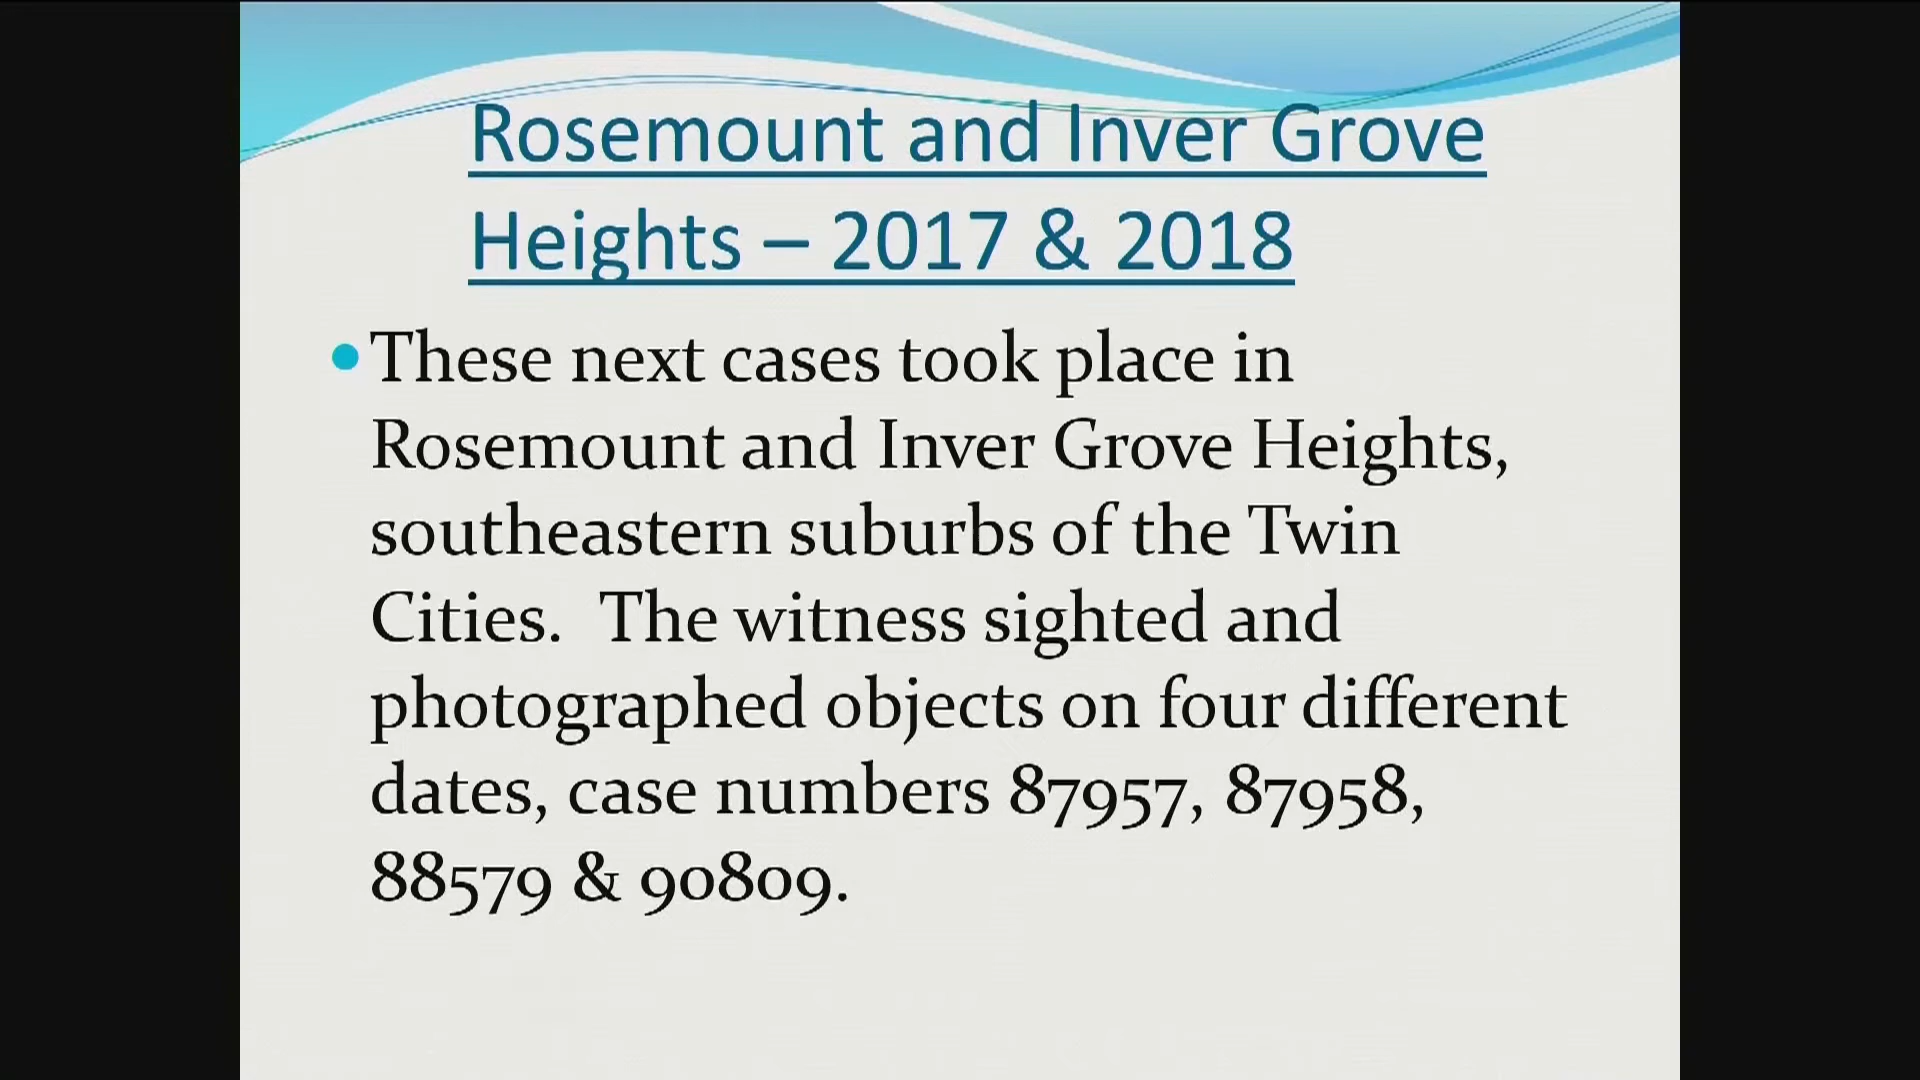 Rosemount and Inver Grove
Heights – 2017 & 2018
• These next cases took place in
Rosemount and Inver Grove Heights,
southeastern suburbs of the Twin
Cities.  The witness sighted and
photographed objects on four different
dates, case numbers 87957, 87958,
88579 & 90809.